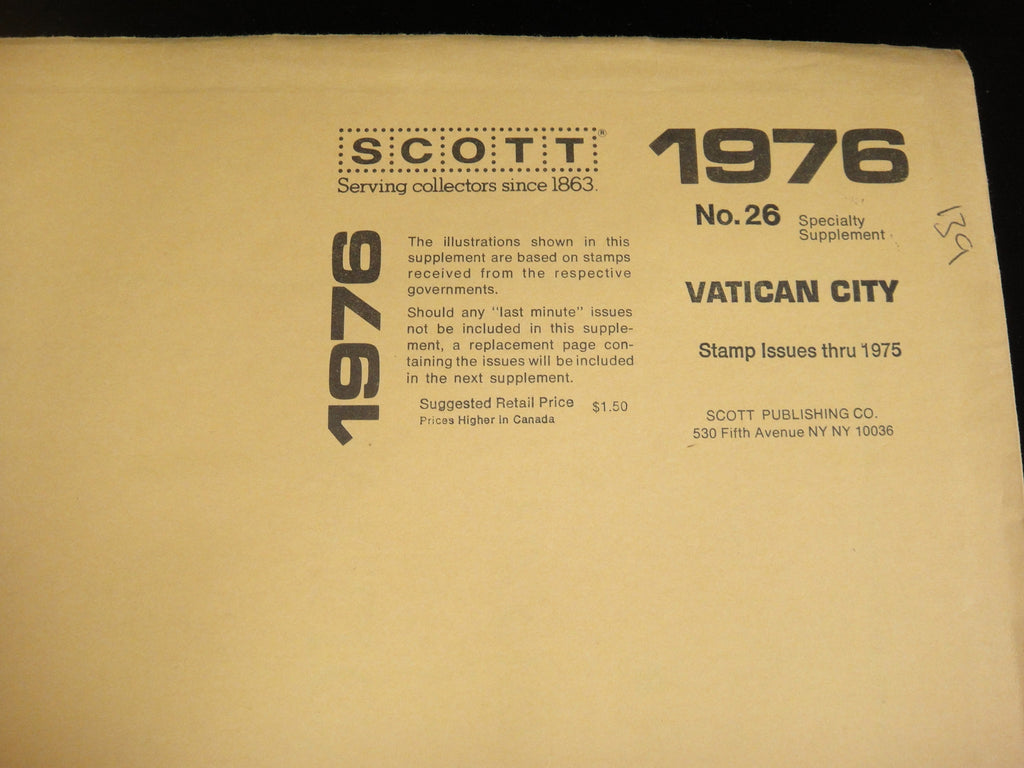 SCOTT®
Serving collectors since 1863.
1976
The illustrations shown in this
supplement are based on stamps
received from the respective
governments.
Should any "last minute" issues
not be included in this supple-
ment, a replacement page con-
taining the issues will be included
in the next supplement.
Suggested Retail Price $1.50
Prices Higher in Canada
1976
No. 26 Specialty
Supplement
VATICAN CITY
Stamp Issues thru 1975
SCOTT PUBLISHING CO.
530 Fifth Avenue NY NY 10036